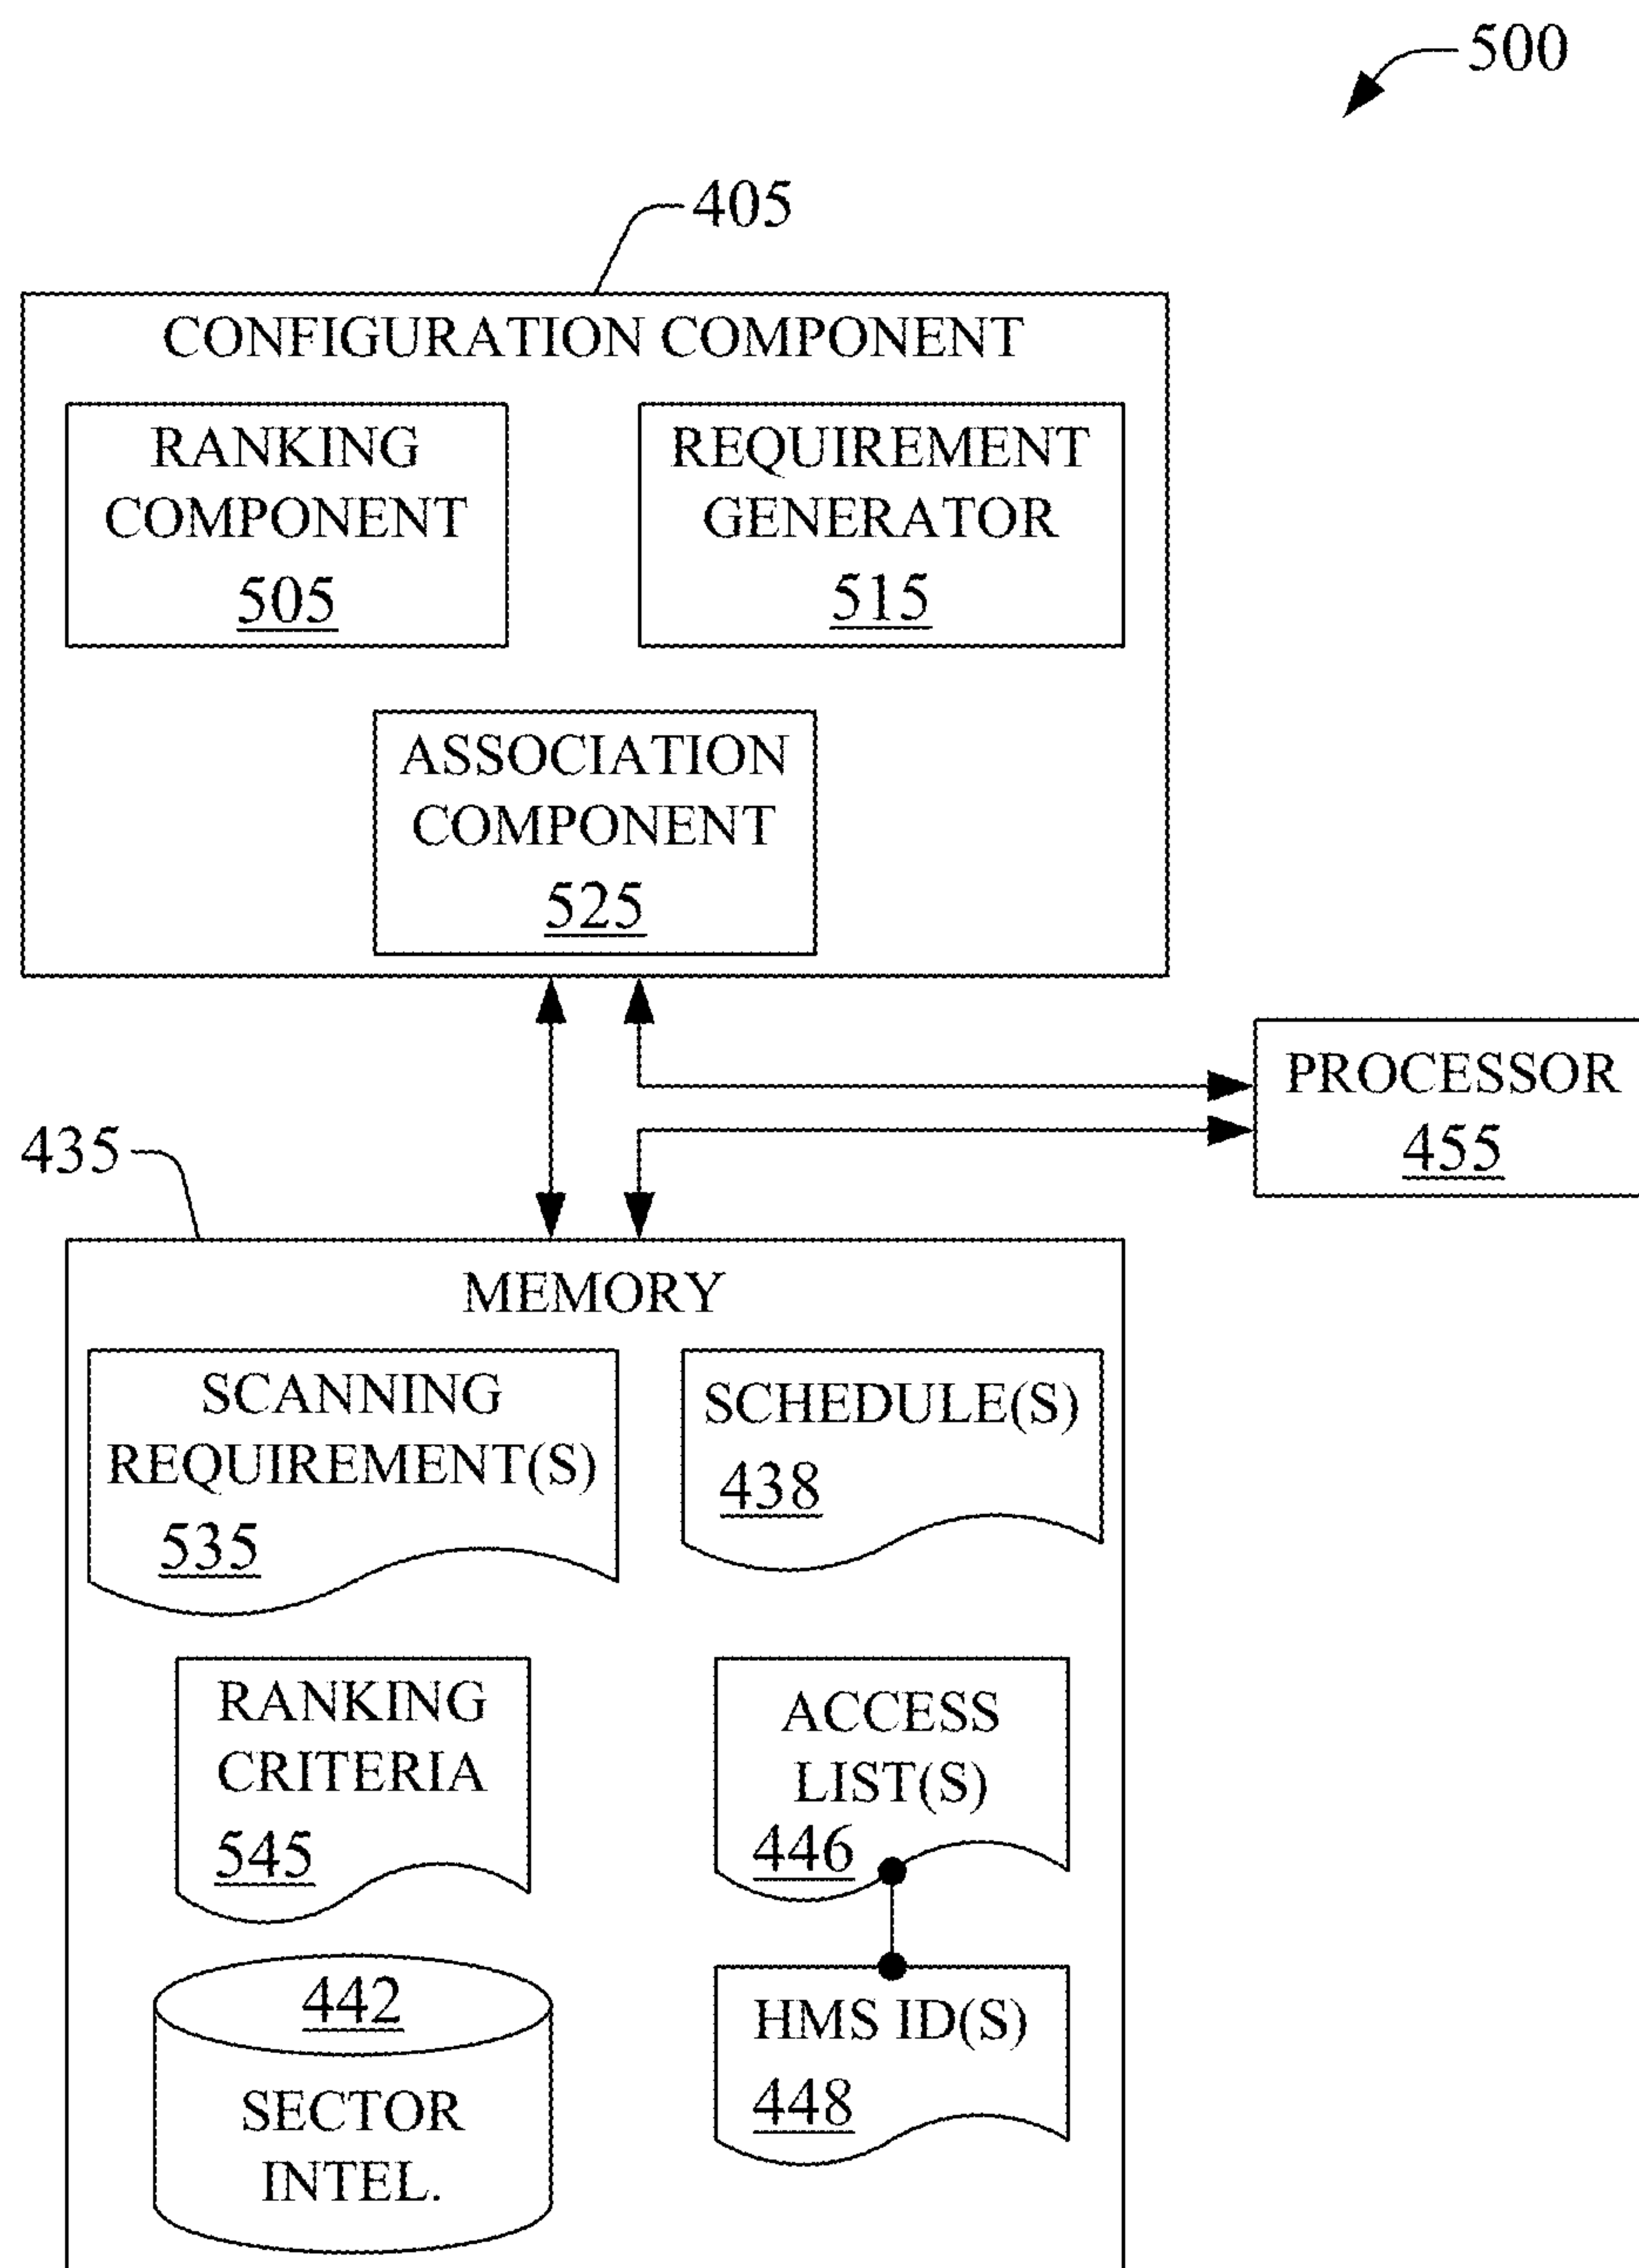 500
405
CONFIGURATION COMPONENT
RANKING
COMPONENT
505
REQUIREMENT
GENERATOR
515
ASSOCIATION
COMPONENT
525
PROCESSOR
455
435
MEMORY
SCANNING
REQUIREMENT(S)
535
SCHEDULE(S)
438
RANKING
CRITERIA
545
ACCESS
LIST(S)
446
442
SECTOR
INTEL.
HMS ID(S)
448